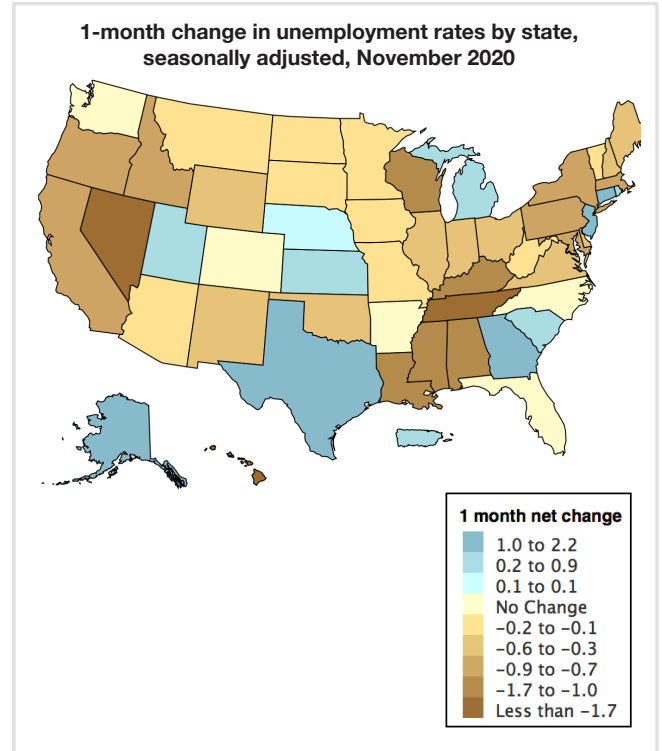 1-month change in unemployment rates by state,
seasonally adjusted, November 2020
1 month net change
1.0 to 2.2
0.2 to 0.9
0.1 to 0.1
No Change
−0.2 to −0.1
−0.6 to −0.3
−0.9 to −0.7
−1.7 to −1.0
Less than −1.7